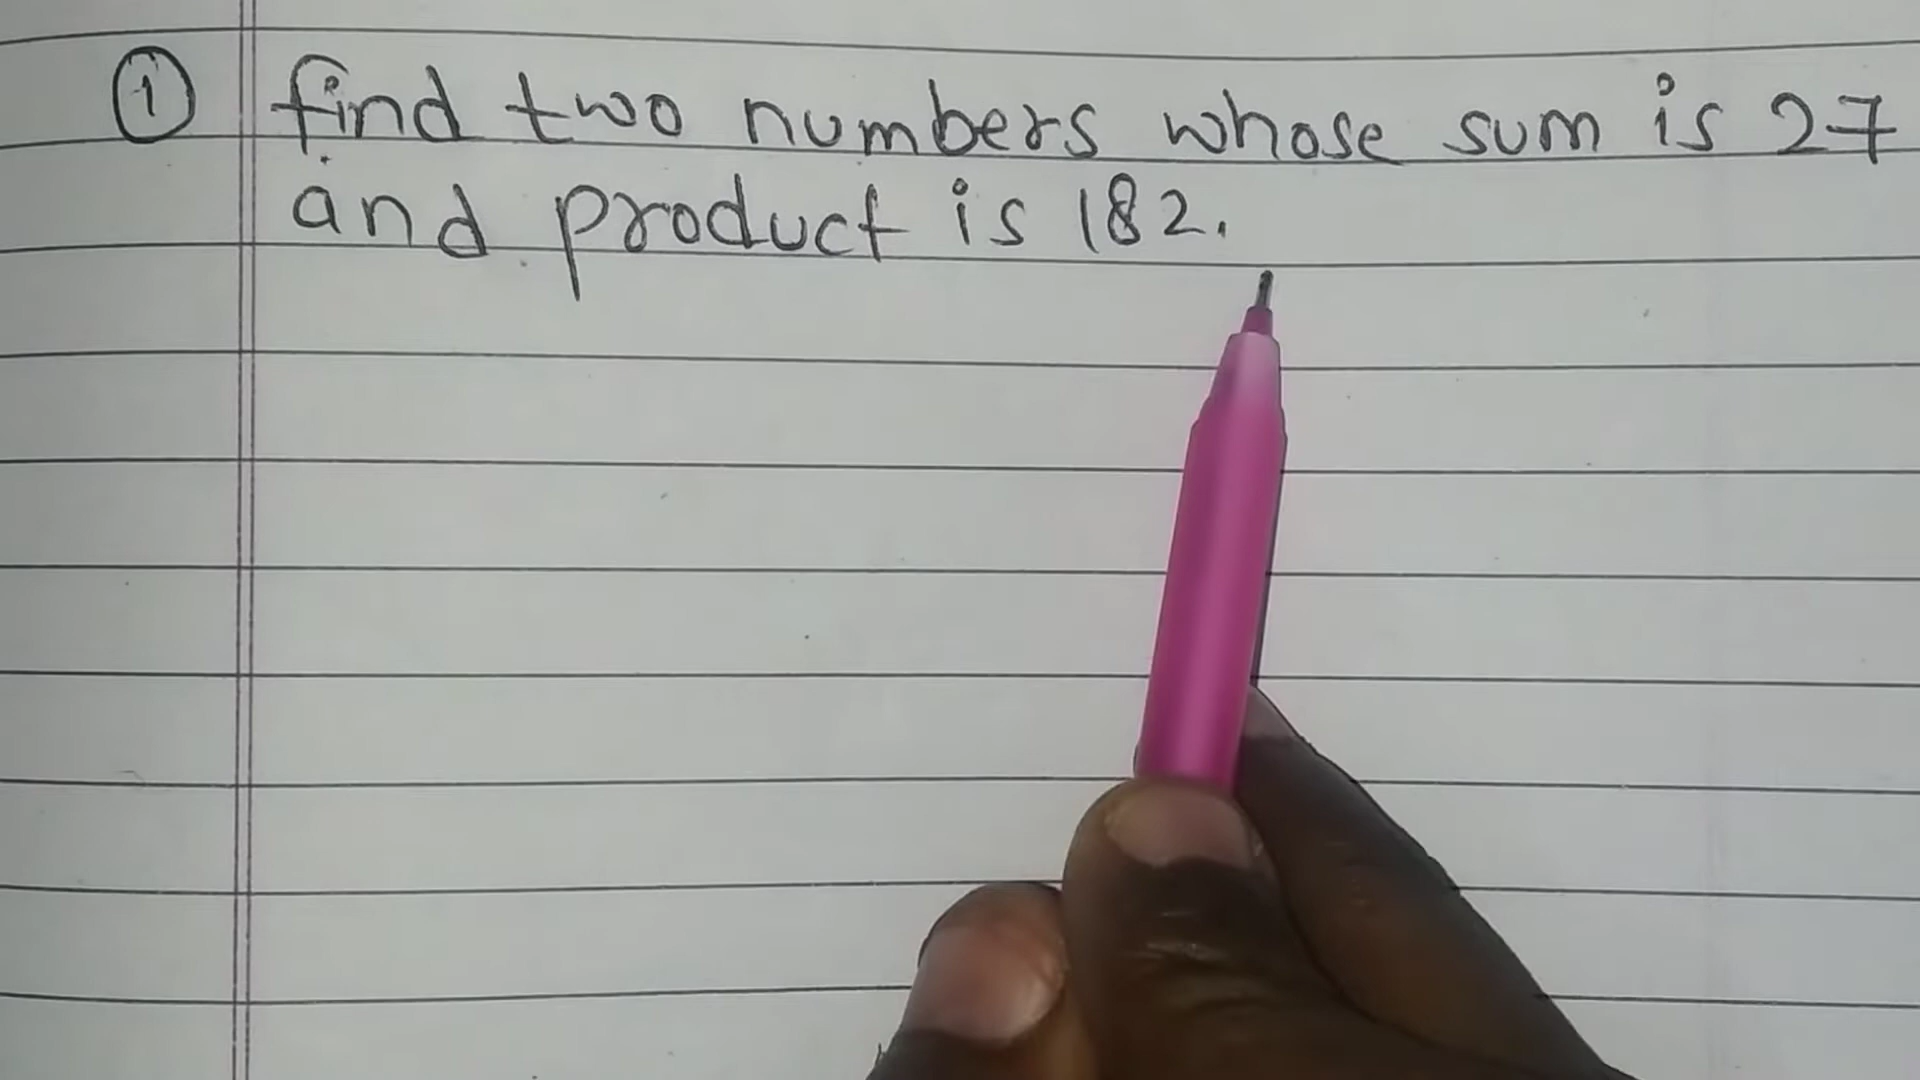 ① find two numbers whose sum is 27
and product is 182.